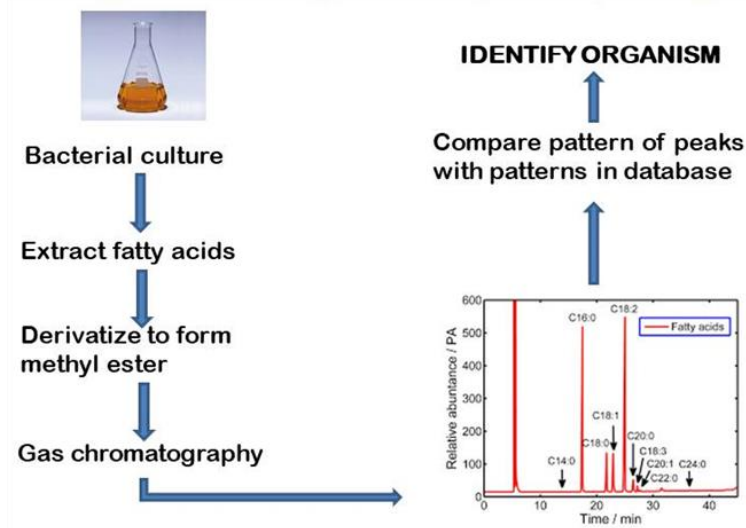 Bacterial culture
Extract fatty acids
Derivatize to form
methyl ester
Gas chromatography
IDENTIFY ORGANISM
Compare pattern of peaks
with patterns in database
600
500
400
300
200
100
0
Relative abuntance / PA
C16:0
C18:2
Fatty acids
C18:1
C18:0
C20:0
C18:3
C14:0
C20:1
C24:0
C22:0
0
10
20
30
40
Time / min